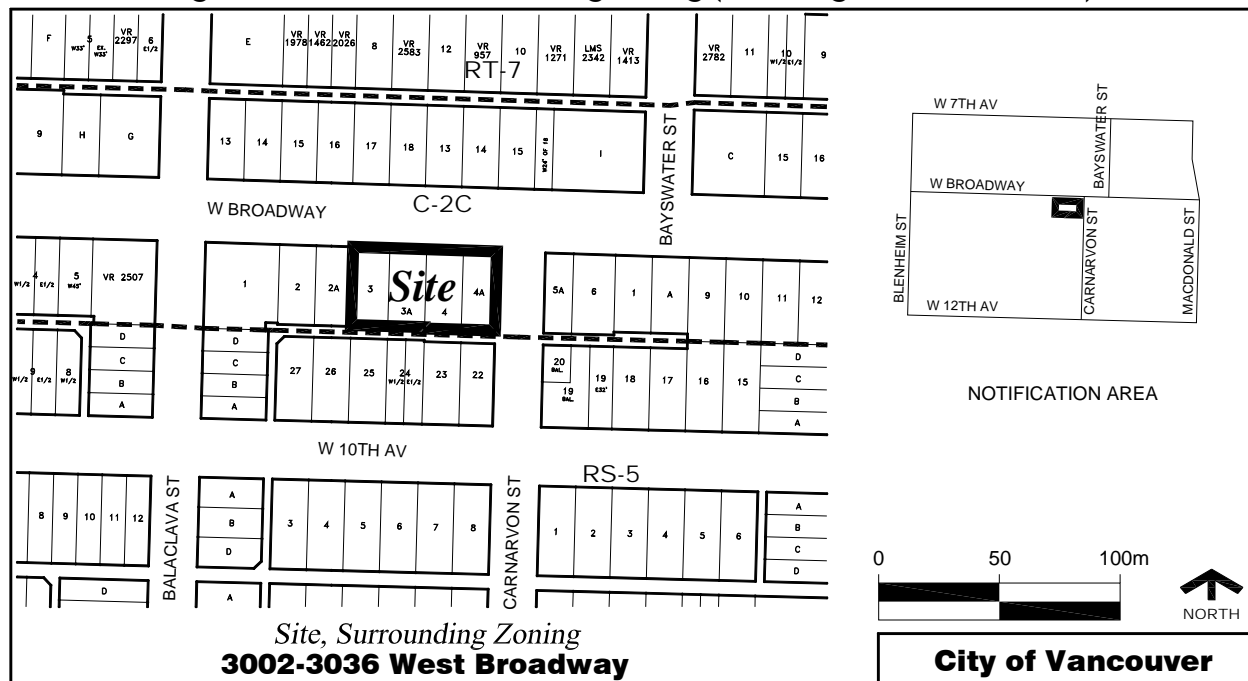 F
5
W33'
EX. W33'
VR 2297
6
E1/2
E
VR 1978
VR 1462
VR 2026
8
VR 2583
12
VR 957
10
VR 1271
LMS 2342
VR 1413
VR 2782
11
10
W1/2 E1/2
9
RT-7
9
H
G
13
14
15
16
17
18
13
14
15
W24' OF 18
I
BAYSWATER ST
C
15
16
W BROADWAY
C-2C
4
W1/2
E1/2
5
W45'
VR 2507
1
2
2A
3
3A
4
4A
Site
5A
6
1
A
9
10
11
12
9
W1/2
E1/2
8
W1/2
D
C
B
A
D
C
B
A
27
26
25
24
W1/2 E1/2
23
22
20
BAL.
19
BAL.
19
E32'
18
17
16
15
D
C
B
A
W 10TH AV
RS-5
8
9
10
11
12
BALACLAVA ST
A
B
D
3
4
5
6
7
8
CARNARVON ST
1
2
3
4
5
6
A
B
C
D
D
A
W 7TH AV
BAYSWATER ST
W BROADWAY
BLENHEIM ST
CARNARVON ST
MACDONALD ST
W 12TH AV
NOTIFICATION AREA
0 50 100m
NORTH
Site, Surrounding Zoning
3002-3036 West Broadway
City of Vancouver